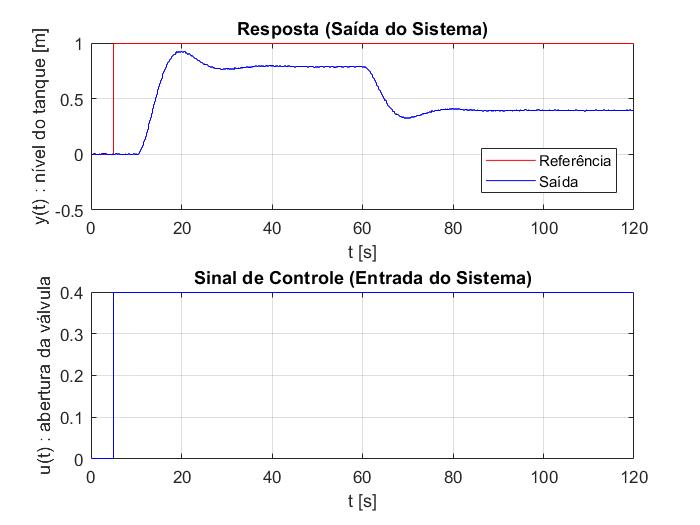 Resposta (Saída do Sistema)
y(t) : nível do tanque [m]
1
0.5
0
-0.5
Referência
Saída
0 20 40 60 80 100 120
t [s]
Sinal de Controle (Entrada do Sistema)
u(t) : abertura da válvula
0.4
0.3
0.2
0.1
0
0 20 40 60 80 100 120
t [s]